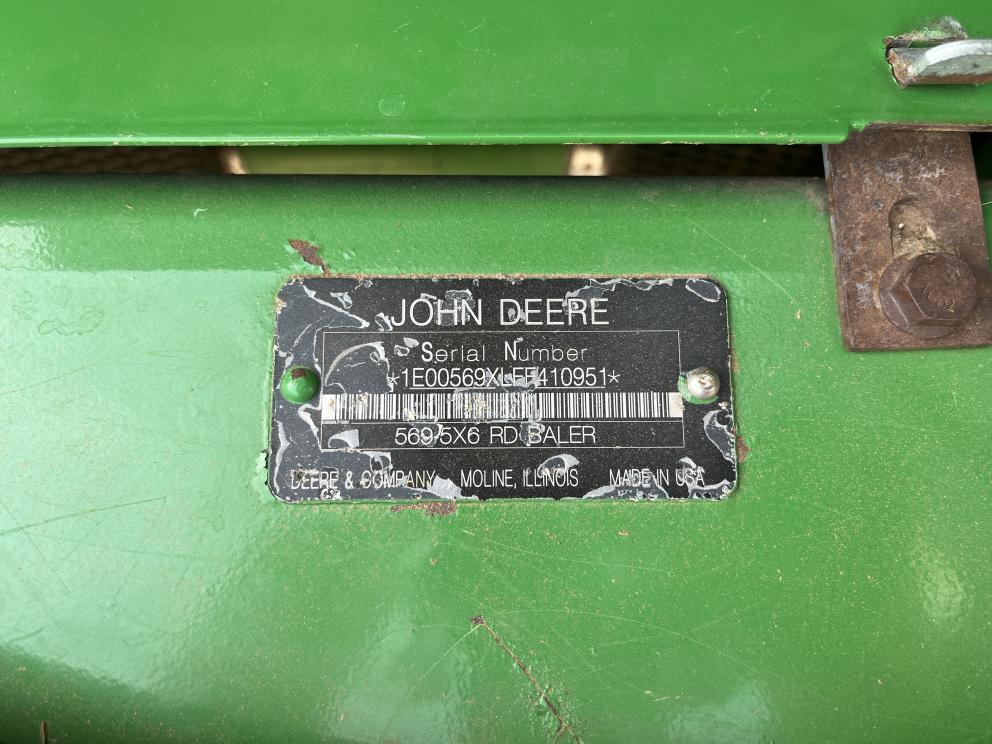 JOHN DEERE
Serial Number
*1E00569XLFF410951*
569 5X6 RD BALER
DEERE & COMPANY MOLINE, ILLINOIS MADE IN USA